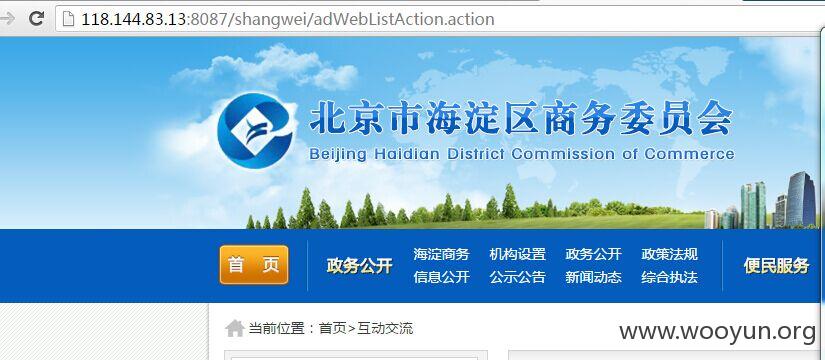 118.144.83.13:8087/shangwei/adWebListAction.action
北京市海淀区商务委员会
Beijing Haidian District Commission of Commerce
首 页
政务公开
海淀商务 机构设置 政务公开 政策法规
信息公开 公示公告 新闻动态 综合执法
便民服务
当前位置：首页>互动交流
www.wooyun.org